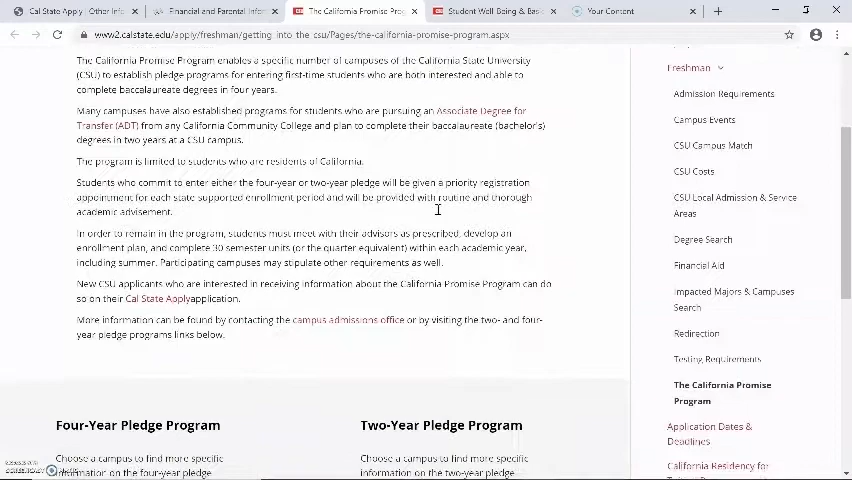 Cal State Apply | Other Info
Financial and Parental Inform
The California Promise Progr
Student Well-Being & Basic
Your Content
www2.calstate.edu/apply/freshman/getting_into_the_csu/Pages/the-california-promise-program.aspx
The California Promise Program enables a specific number of campuses of the California State University
(CSU) to establish pledge programs for entering first-time students who are both interested and able to
complete baccalaureate degrees in four years.
Many campuses have also established programs for students who are pursuing an Associate Degree for
Transfer (ADT) from any California Community College and plan to complete their baccalaureate (bachelor's)
degrees in two years at a CSU campus.
The program is limited to students who are residents of California.
Students who commit to enter either the four-year or two-year pledge will be given a priority registration
appointment for each state supported enrollment period and will be provided with routine and thorough
academic advisement.
In order to remain in the program, students must meet with their advisors as prescribed, develop an
enrollment plan, and complete 30 semester units (or the quarter equivalent) within each academic year,
including summer. Participating campuses may stipulate other requirements as well.
New CSU applicants who are interested in receiving information about the California Promise Program can do
so on their Cal State Applyapplication.
More information can be found by contacting the campus admissions office or by visiting the two- and four-
year pledge programs links below.
Four-Year Pledge Program
Choose a campus to find more specific
information on the four-year pledge
Two-Year Pledge Program
Choose a campus to find more specific
information on the two-year pledge
Freshman
Admission Requirements
Campus Events
CSU Campus Match
CSU Costs
CSU Local Admission & Service
Areas
Degree Search
Financial Aid
Impacted Majors & Campuses
Search
Redirection
Testing Requirements
The California Promise
Program
Application Dates &
Deadlines
California Residency for